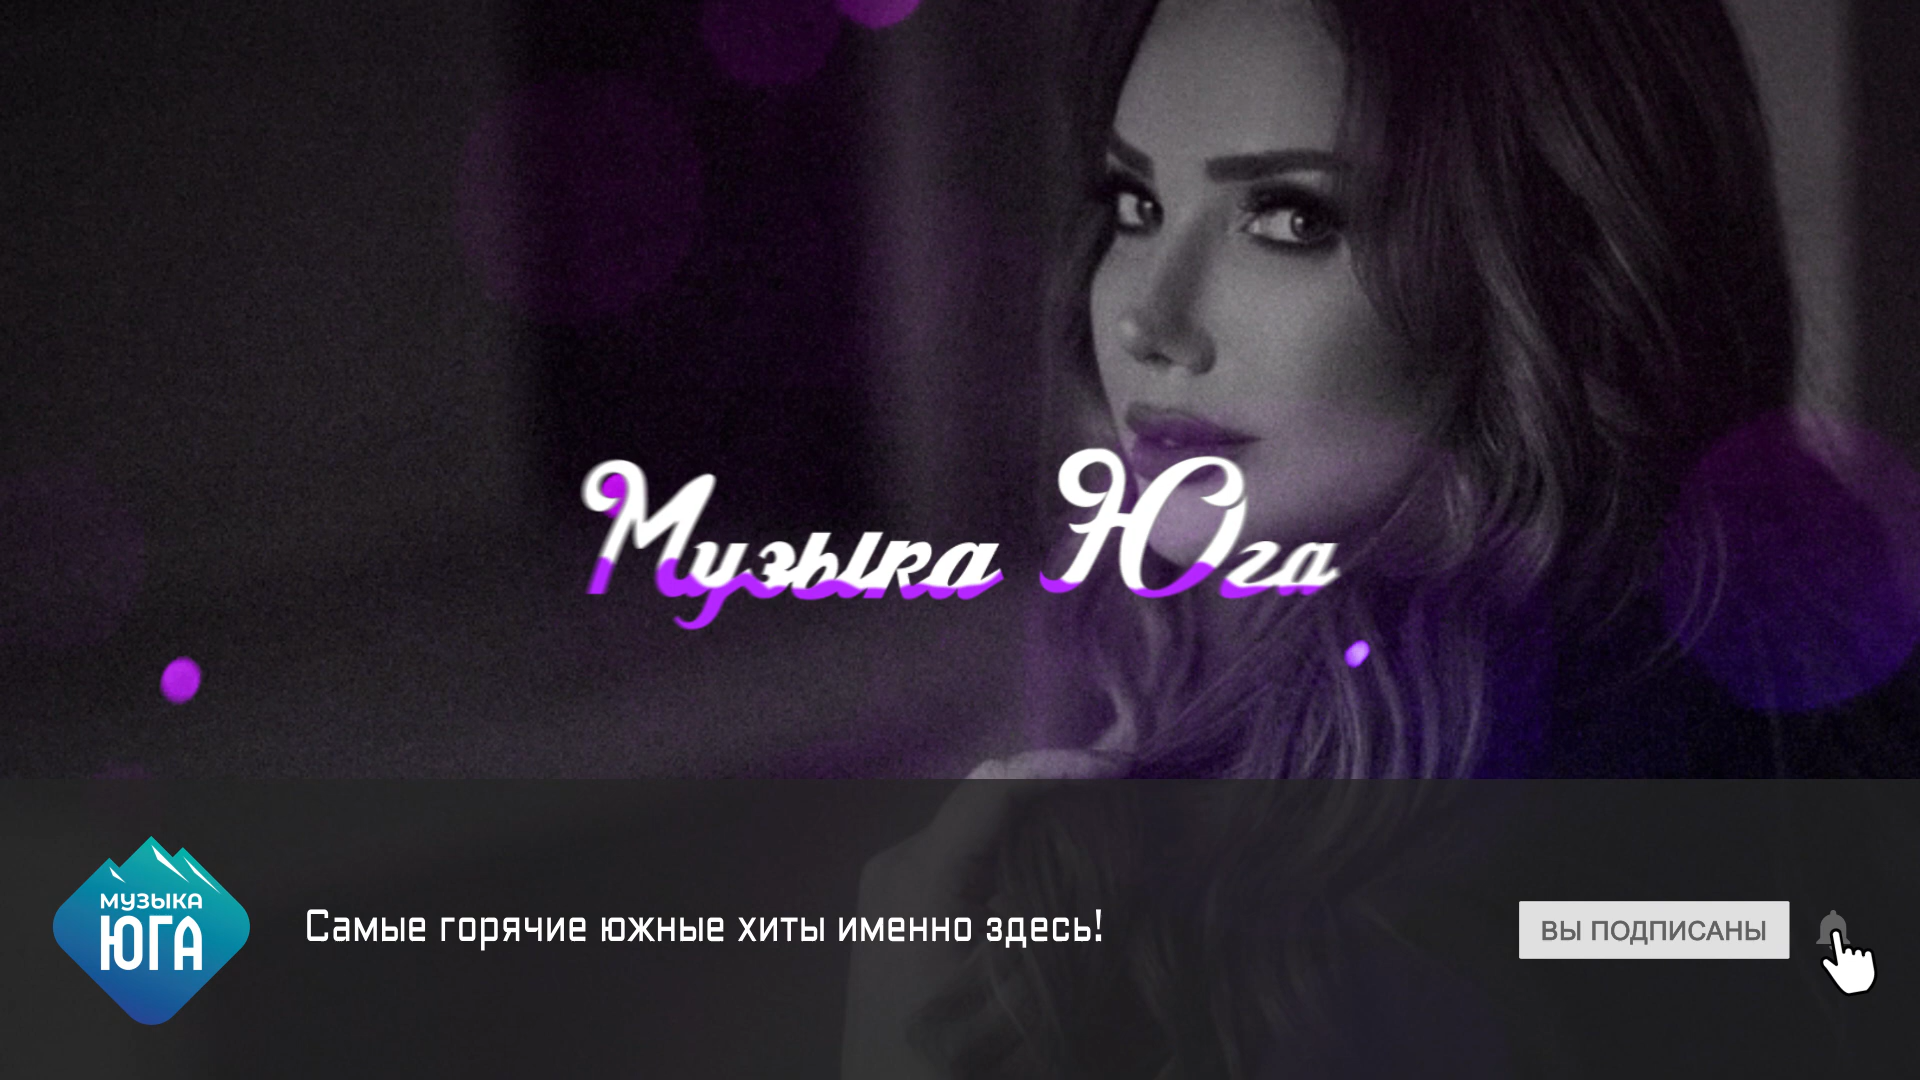 Музыка Юга
МУЗЫКА
ЮГА
Самые горячие южные хиты именно здесь!
ВЫ ПОДПИСАНЫ